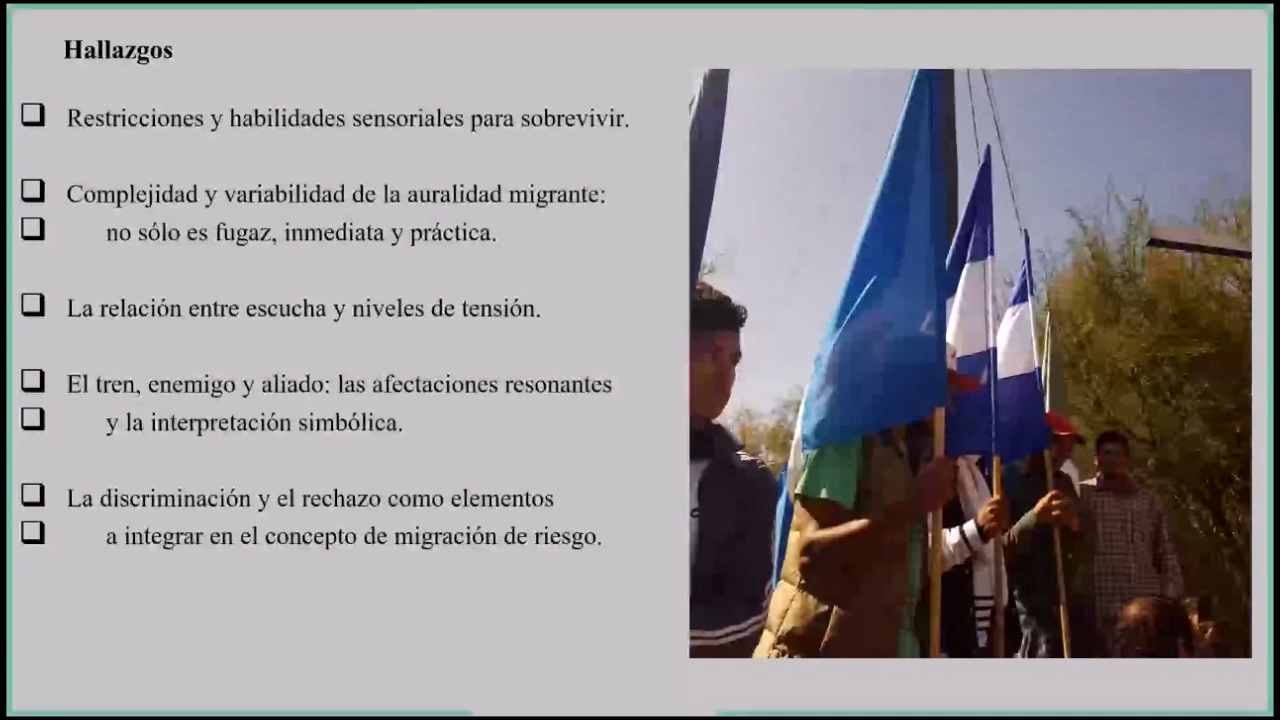 Hallazgos
Restricciones y habilidades sensoriales para sobrevivir.
Complejidad y variabilidad de la auralidad migrante:
no sólo es fugaz, inmediata y práctica.
La relación entre escucha y niveles de tensión.
El tren, enemigo y aliado: las afectaciones resonantes
y la interpretación simbólica.
La discriminación y el rechazo como elementos
a integrar en el concepto de migración de riesgo.